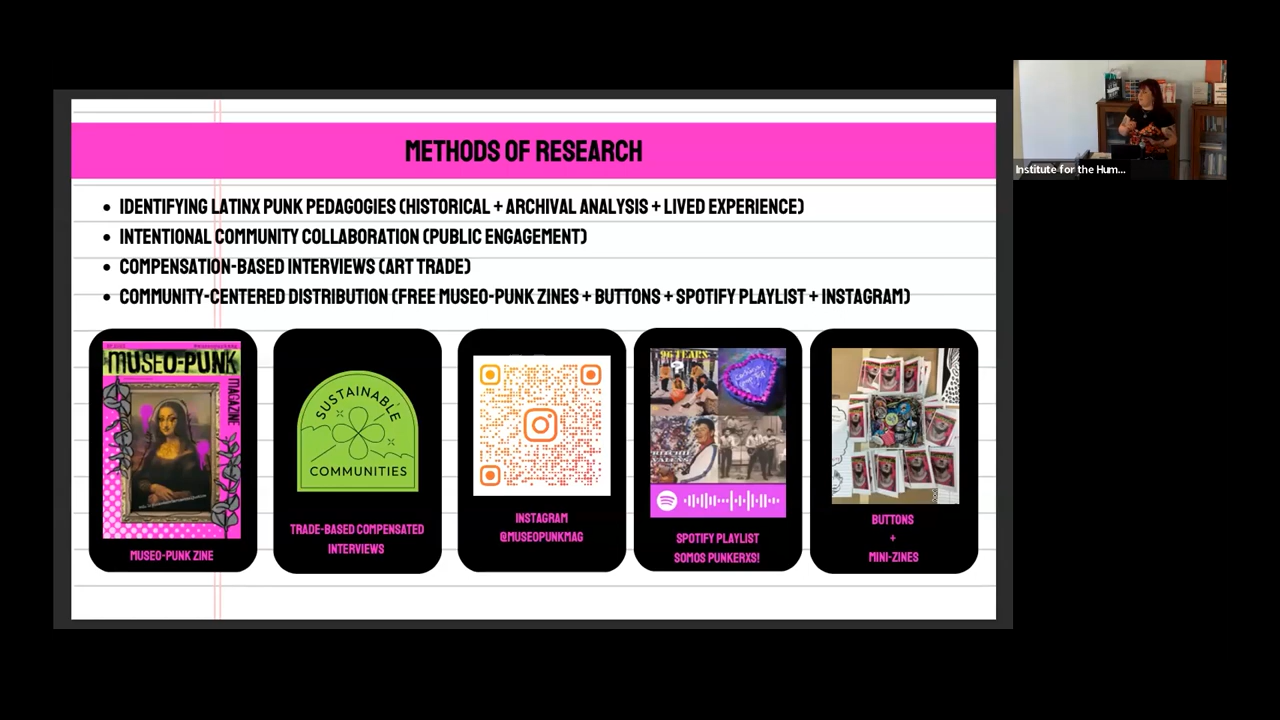 METHODS OF RESEARCH
• IDENTIFYING LATINX PUNK PEDAGOGIES (HISTORICAL + ARCHIVAL ANALYSIS + LIVED EXPERIENCE)
• INTENTIONAL COMMUNITY COLLABORATION (PUBLIC ENGAGEMENT)
• COMPENSATION-BASED INTERVIEWS (ART TRADE)
• COMMUNITY-CENTERED DISTRIBUTION (FREE MUSEO-PUNK ZINES + BUTTONS + SPOTIFY PLAYLIST + INSTAGRAM)
MUSEO-PUNK
MAGAZINE
MUSEO-PUNK ZINE
SUSTAINABLE
COMMUNITIES
TRADE-BASED COMPENSATED
INTERVIEWS
INSTAGRAM
@MUSEOPUNKMAG
96 TEARS
?
RITCHIE
VALENS
SPOTIFY PLAYLIST
SOMOS PUNKERXS!
BUTTONS
+
MINI-ZINES
Institute for the Hum...